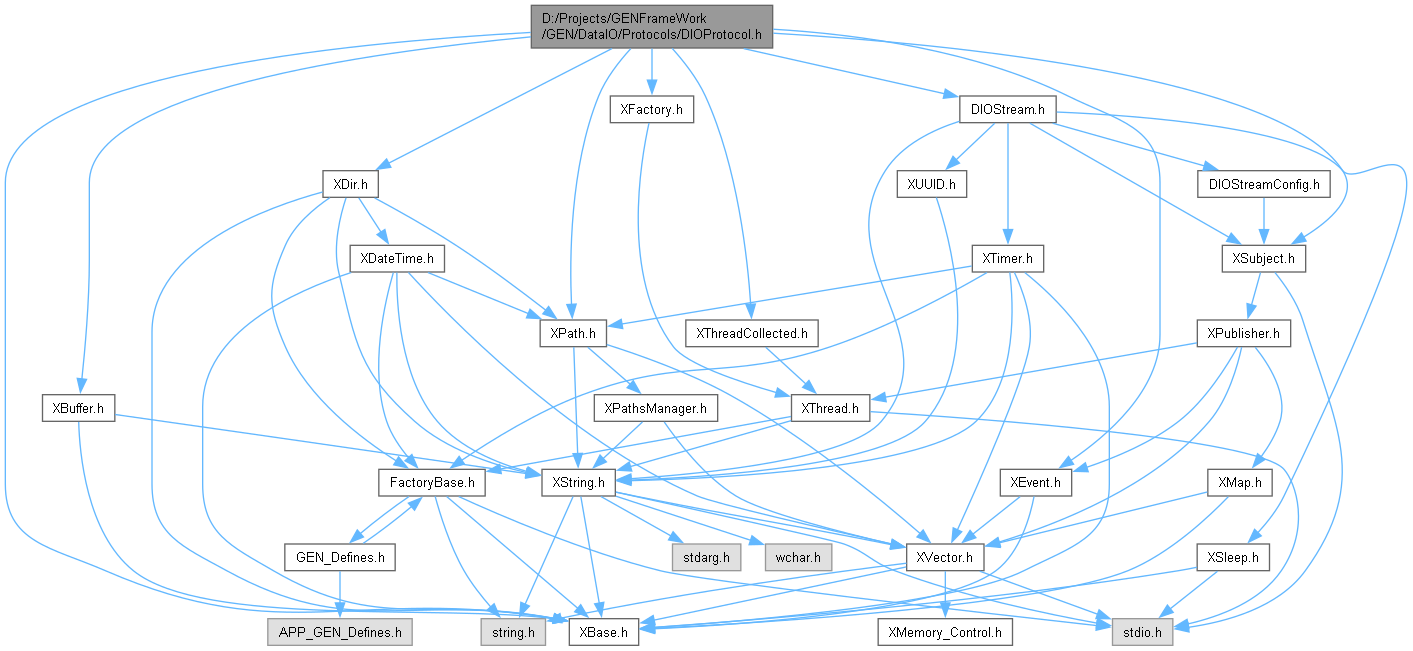 D:/Projects/GENFrameWork
/GEN/DataIO/Protocols/DIOProtocol.h
XFactory.h
DIOStream.h
XDir.h
XUUID.h
DIOStreamConfig.h
XDateTime.h
XTimer.h
XSubject.h
XPath.h
XThreadCollected.h
XPublisher.h
XBuffer.h
XPathsManager.h
XThread.h
FactoryBase.h
XString.h
XEvent.h
XMap.h
GEN_Defines.h
stdarg.h
wchar.h
XVector.h
XSleep.h
APP_GEN_Defines.h
string.h
XBase.h
XMemory_Control.h
stdio.h